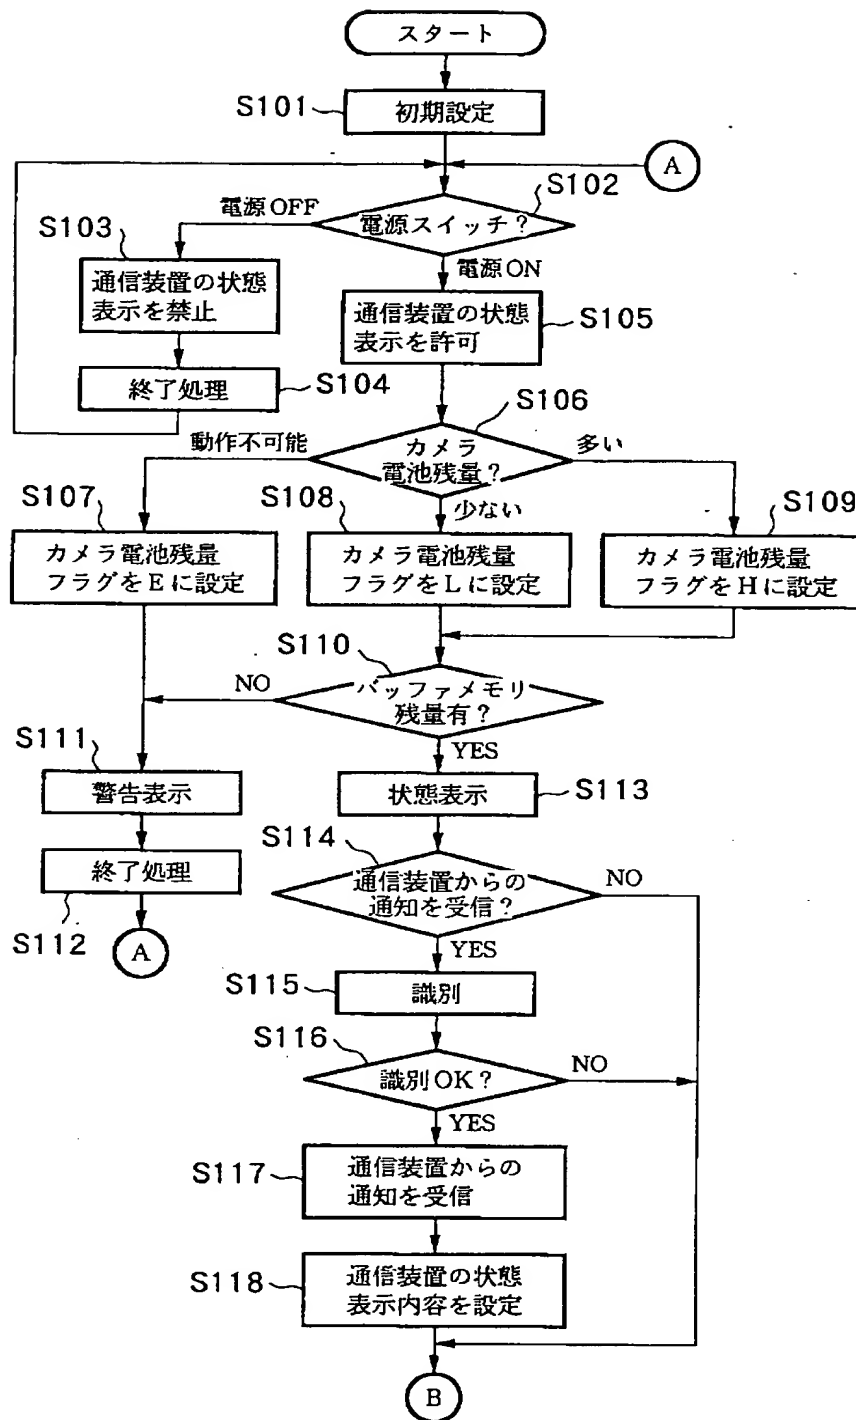 スタート
S101
初期設定
A
S102
電源OFF
電源スイッチ？
S103
電源ON
通信装置の状態
表示を禁止
通信装置の状態
表示を許可
S105
終了処理
S104
S106
動作不可能
カメラ
電池残量？
多い
S107
S108
少ない
S109
カメラ電池残量
フラグをEに設定
カメラ電池残量
フラグをLに設定
カメラ電池残量
フラグをHに設定
S110
NO
バッファメモリ
残量有？
S111
YES
警告表示
状態表示
S113
S114
終了処理
通信装置からの
通知を受信？
NO
S112
A
YES
S115
識別
S116
識別OK？
NO
YES
S117
通信装置からの
通知を受信
S118
通信装置の状態
表示内容を設定
B